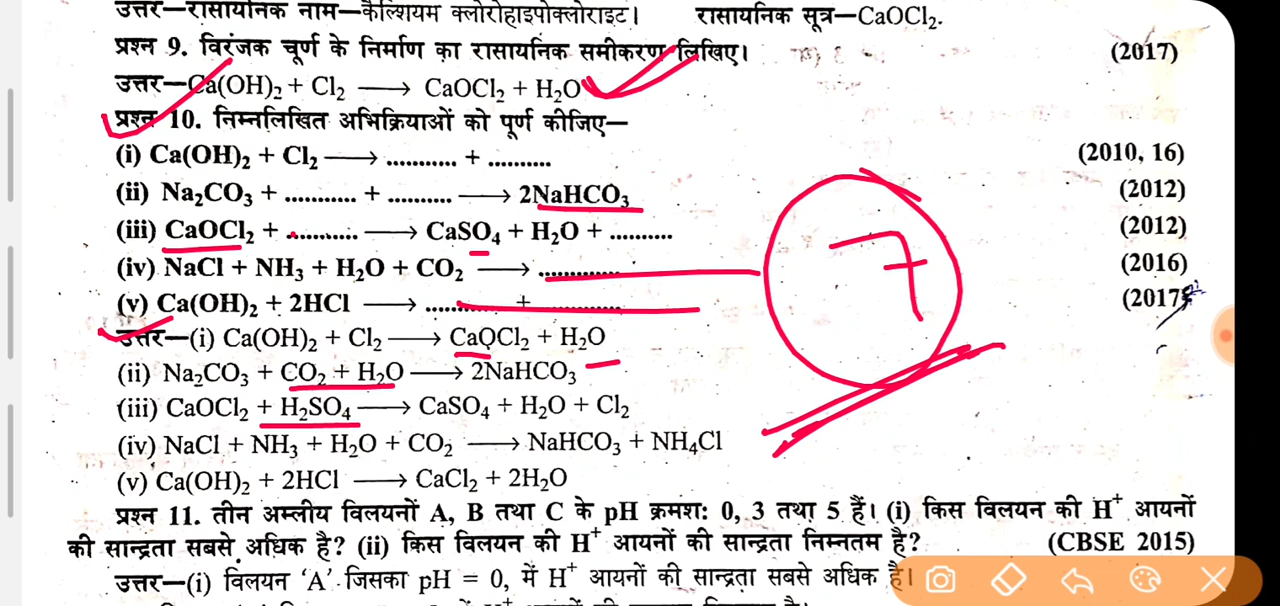 उत्तर—रासायनिक नाम—कैल्शियम क्लोरोहाइपोक्लोराइट। रासायनिक सूत्र—CaOCl₂.
प्रश्न 9. विरंजक चूर्ण के निर्माण का रासायनिक समीकरण लिखिए। (2017)
उत्तर—Ca(OH)₂ + Cl₂ ⟶ CaOCl₂ + H₂O
प्रश्न 10. निम्नलिखित अभिक्रियाओं को पूर्ण कीजिए—
(i) Ca(OH)₂ + Cl₂ ⟶ ........... + .......... (2010, 16)
(ii) Na₂CO₃ + ........... + .......... ⟶ 2NaHCO₃ (2012)
(iii) CaOCl₂ + ........... ⟶ CaSO₄ + H₂O + .......... (2012)
(iv) NaCl + NH₃ + H₂O + CO₂ ⟶ ............. (2016)
(v) Ca(OH)₂ + 2HCl ⟶ ........... + ........... (2017)
7
उत्तर—(i) Ca(OH)₂ + Cl₂ ⟶ CaOCl₂ + H₂O
(ii) Na₂CO₃ + CO₂ + H₂O ⟶ 2NaHCO₃
(iii) CaOCl₂ + H₂SO₄ ⟶ CaSO₄ + H₂O + Cl₂
(iv) NaCl + NH₃ + H₂O + CO₂ ⟶ NaHCO₃ + NH₄Cl
(v) Ca(OH)₂ + 2HCl ⟶ CaCl₂ + 2H₂O
प्रश्न 11. तीन अम्लीय विलयनों A, B तथा C के pH क्रमश: 0, 3 तथा 5 हैं। (i) किस विलयन की H⁺ आयनों
की सान्द्रता सबसे अधिक है? (ii) किस विलयन की H⁺ आयनों की सान्द्रता निम्नतम है? (CBSE 2015)
उत्तर—(i) विलयन ‘A’ जिसका pH = 0, में H⁺ आयनों की सान्द्रता सबसे अधिक है।